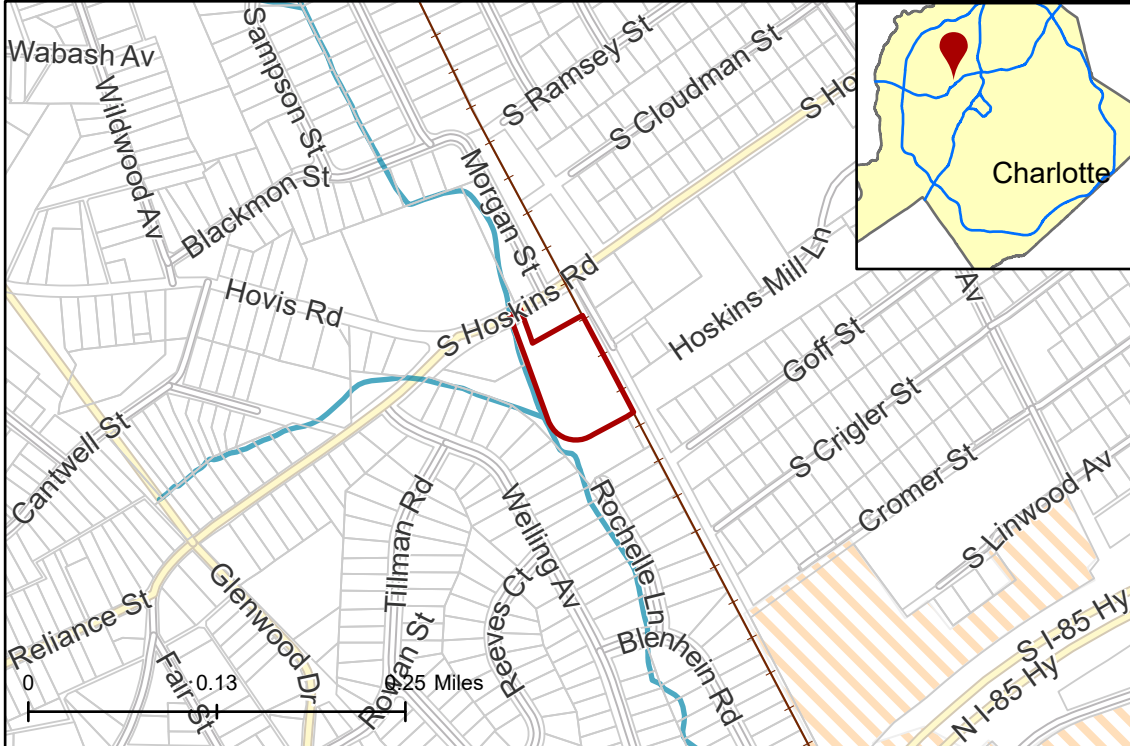 Wabash Av
Sampson St
Wildwood Av
S Ramsey St
S Cloudman St
S Ho
Charlotte
Blackmon St
Morgan St
Hovis Rd
S Hoskins Rd
Hoskins Mill Ln
Av
Goff St
S Crigler St
Cromer St
S Linwood Av
Cantwell St
Tillman Rd
Welling Av
Rochelle Ln
Reliance St
Glenwood Dr
Reeves Ct
Rowan St
Blenhein Rd
Fair St
S I-85 Hy
N I-85 Hy
0 0.13 0.25 Miles